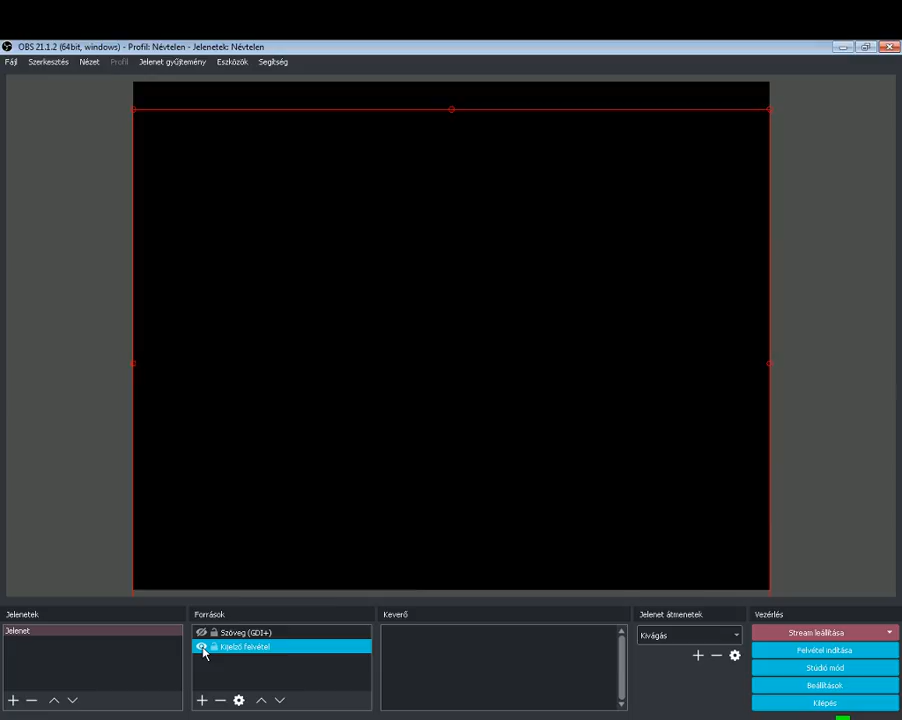 OBS 21.1.2 (64bit, windows) - Profil: Névtelen - Jelenetek: Névtelen
Fájl Szerkesztés Nézet Profil Jelenet gyűjtemény Eszközök Segítség
Jelenetek Források Keverő Jelenet átmenetek Vezérlés
Jelenet
Szöveg (GDI+)
Kijelző felvétel
Kivágás
Stream leállítása
Felvétel indítása
Stúdió mód
Beállítások
Kilépés